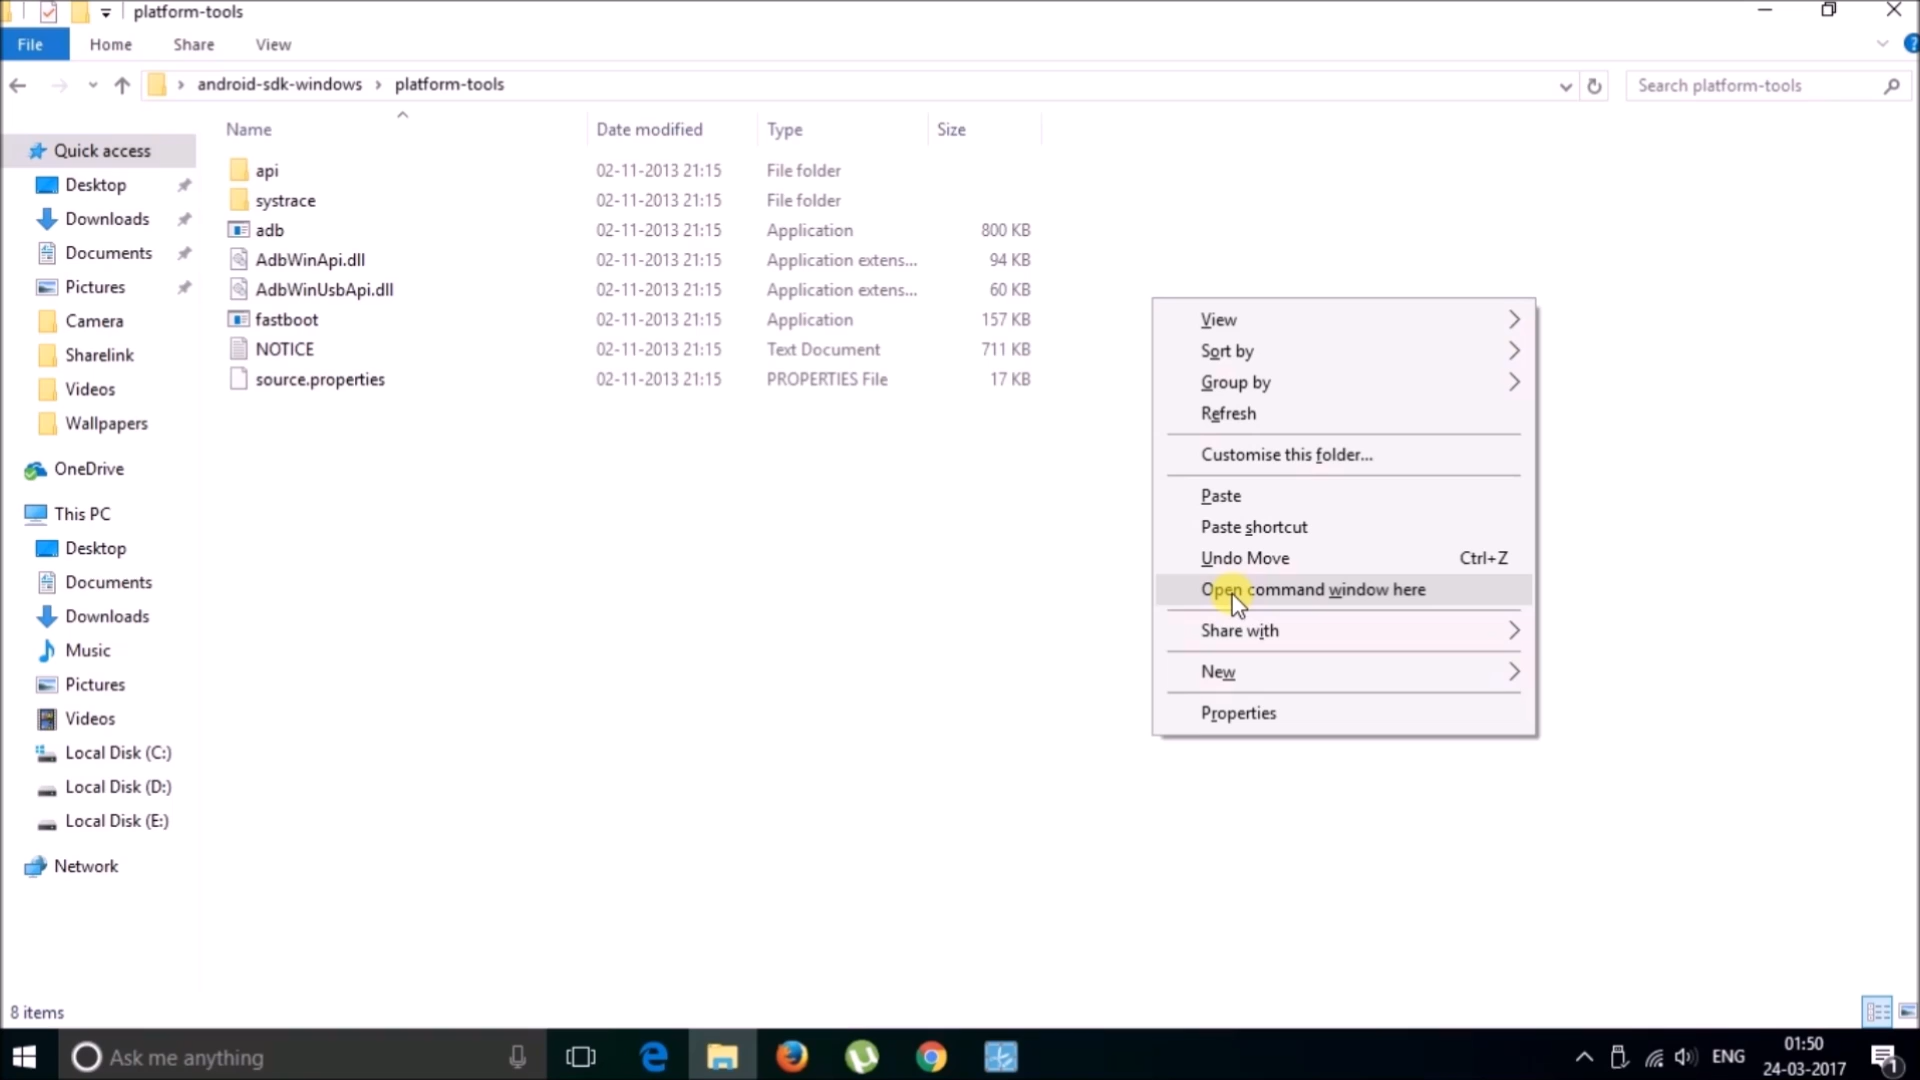 platform-tools
File Home Share View
android-sdk-windows platform-tools
Search platform-tools
Name Date modified Type Size
Quick access
Desktop
Downloads
Documents
Pictures
Camera
Sharelink
Videos
Wallpapers
OneDrive
This PC
Desktop
Documents
Downloads
Music
Pictures
Videos
Local Disk (C:)
Local Disk (D:)
Local Disk (E:)
Network
api 02-11-2013 21:15 File folder
systrace 02-11-2013 21:15 File folder
adb 02-11-2013 21:15 Application 800 KB
AdbWinApi.dll 02-11-2013 21:15 Application extens... 94 KB
AdbWinUsbApi.dll 02-11-2013 21:15 Application extens... 60 KB
fastboot 02-11-2013 21:15 Application 157 KB
NOTICE 02-11-2013 21:15 Text Document 711 KB
source.properties 02-11-2013 21:15 PROPERTIES File 17 KB
View
Sort by
Group by
Refresh
Customise this folder...
Paste
Paste shortcut
Undo Move Ctrl+Z
Open command window here
Share with
New
Properties
8 items
Ask me anything
ENG
01:50
24-03-2017
1